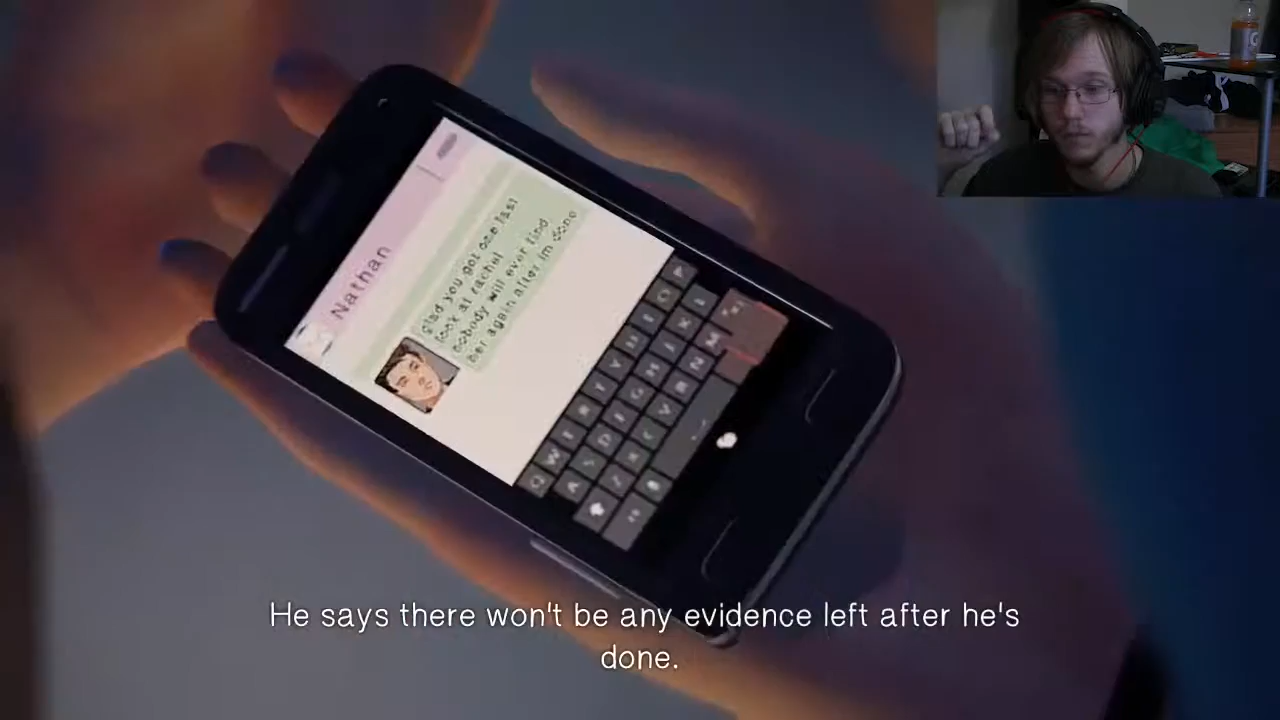 Nathan
glad you got one last
look at rachel
nobody will ever find
her again after im done
He says there won't be any evidence left after he's
done.